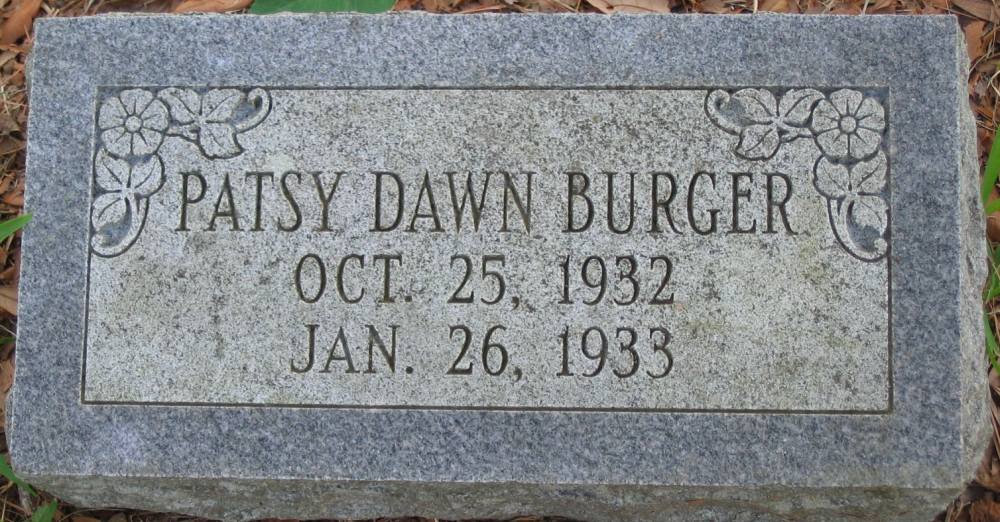 PATSY DAWN BURGER
OCT. 25, 1932
JAN. 26, 1933